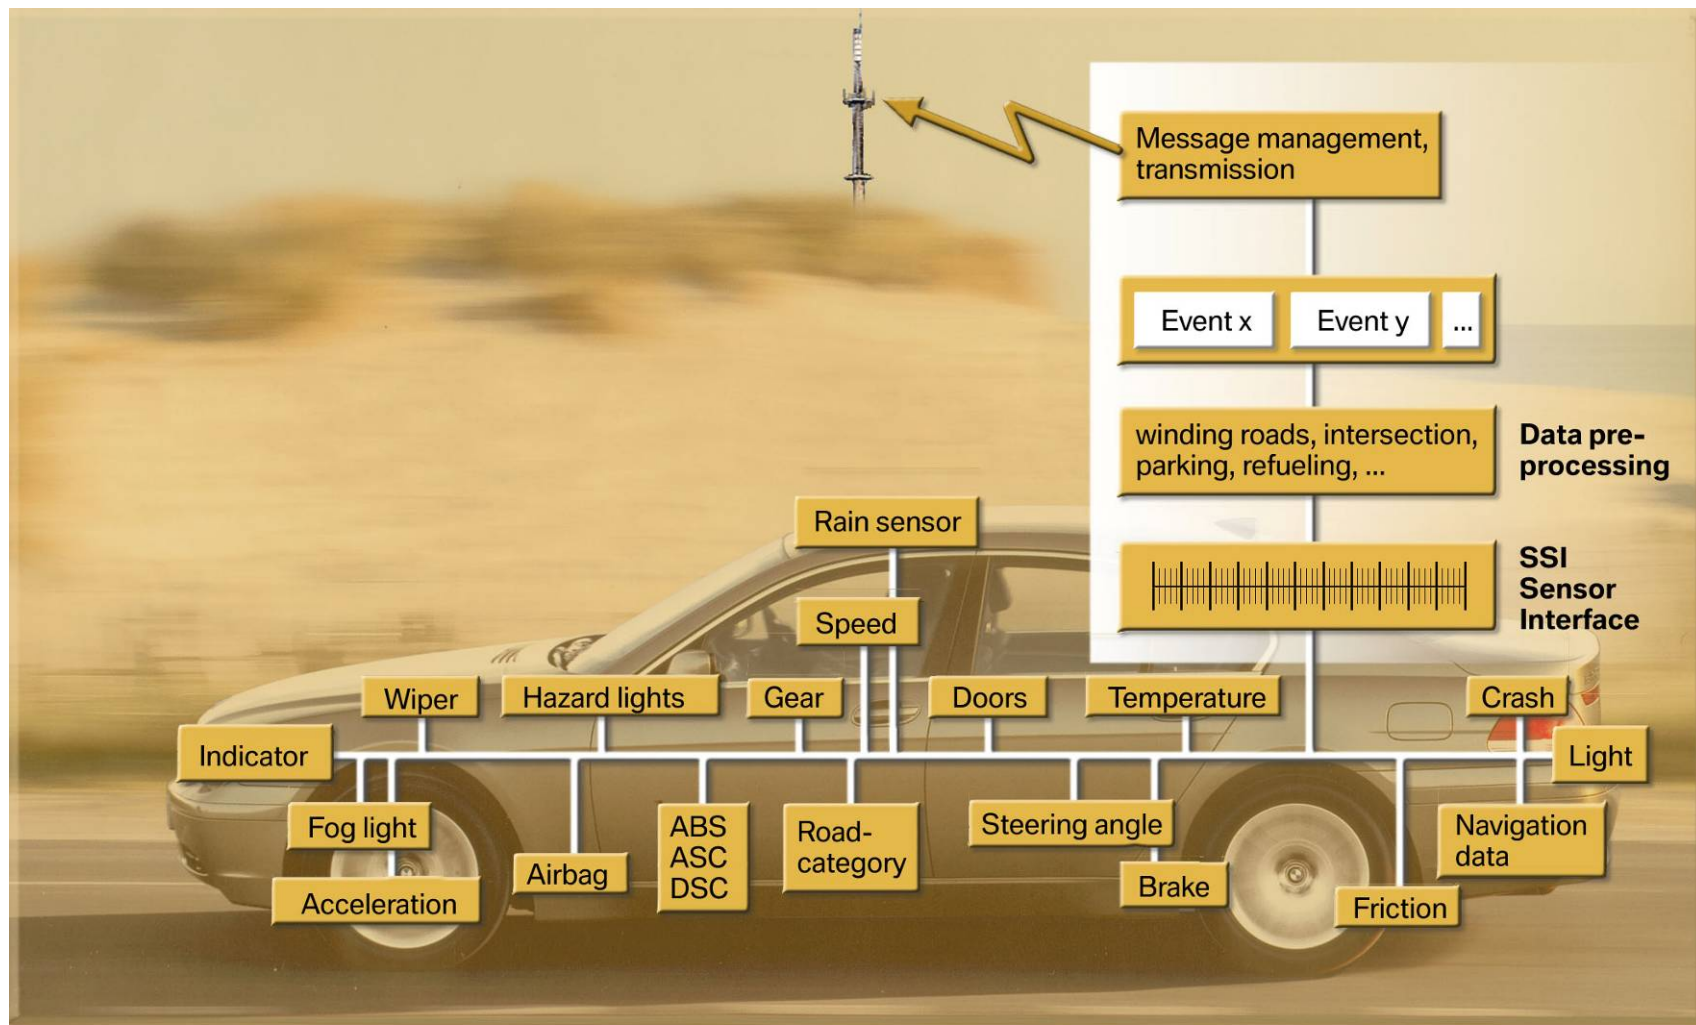 Message management,
transmission
Event x
Event y
...
winding roads, intersection,
parking, refueling, ...
Data pre-
processing
SSI
Sensor
Interface
Rain sensor
Speed
Wiper
Hazard lights
Gear
Doors
Temperature
Crash
Indicator
Light
Fog light
Acceleration
Airbag
ABS
ASC
DSC
Road-
category
Steering angle
Brake
Navigation
data
Friction